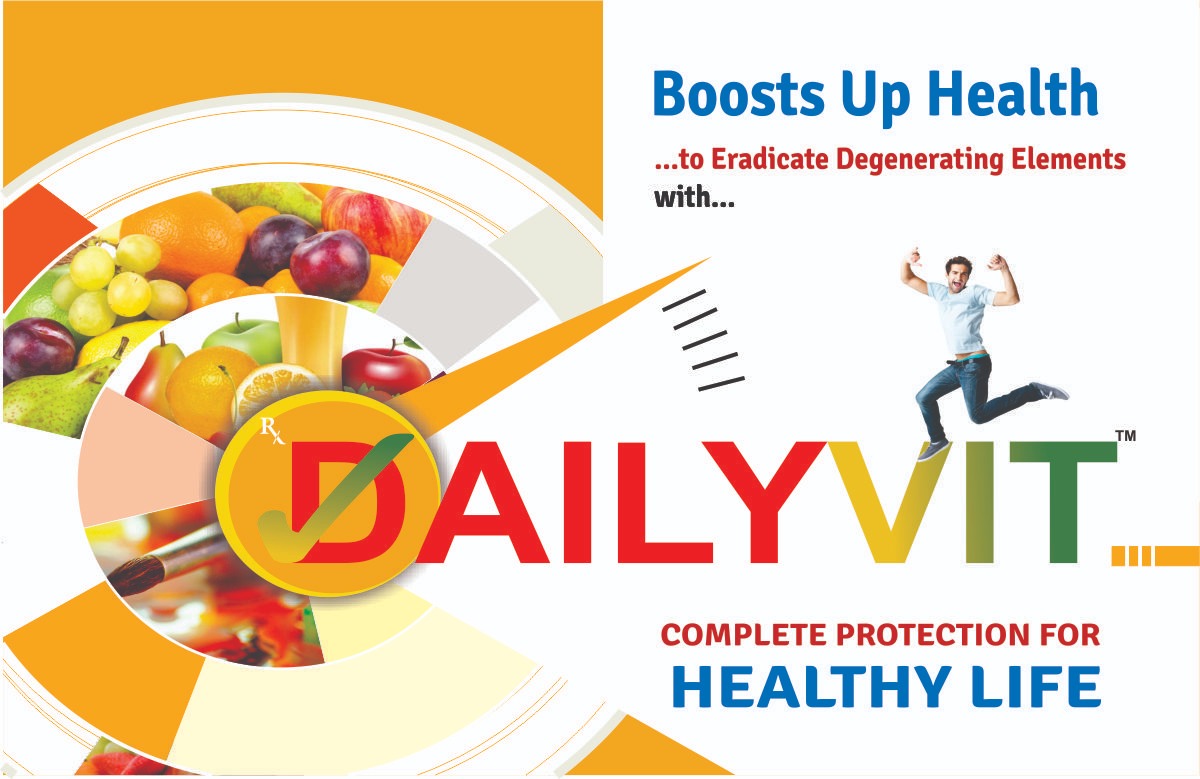 Boosts Up Health
...to Eradicate Degenerating Elements
with...
Rx
DAILYVIT™
COMPLETE PROTECTION FOR
HEALTHY LIFE